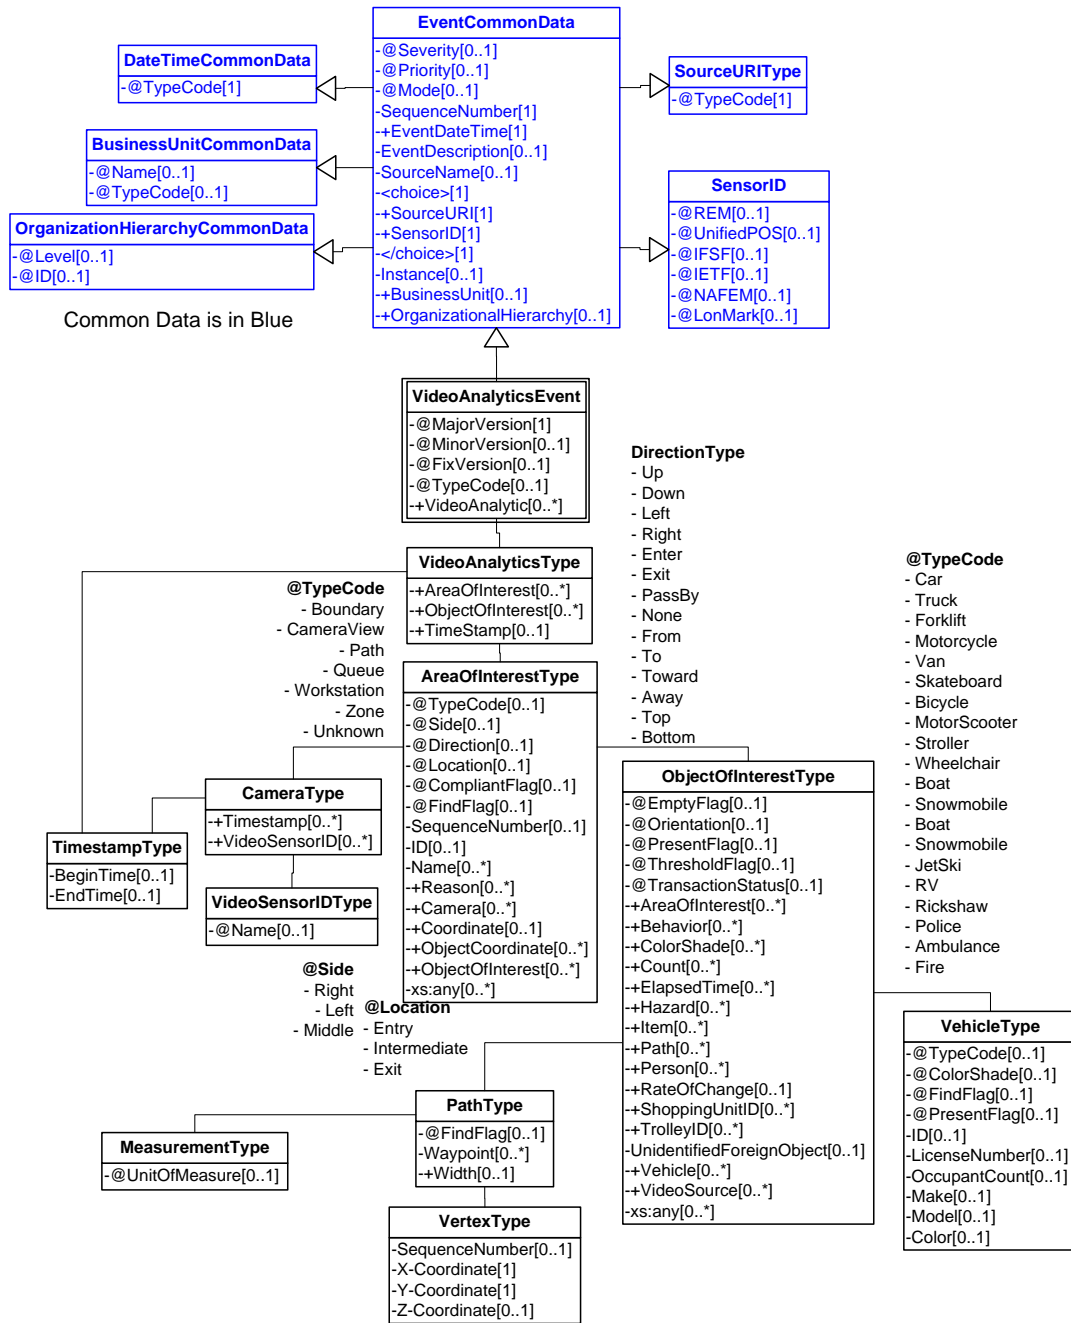 EventCommonData
-@Severity[0..1]
-@Priority[0..1]
-@Mode[0..1]
-SequenceNumber[1]
-+EventDateTime[1]
-EventDescription[0..1]
-SourceName[0..1]
-<choice>[1]
-+SourceURI[1]
-+SensorID[1]
-</choice>[1]
-Instance[0..1]
-+BusinessUnit[0..1]
-+OrganizationalHierarchy[0..1]
DateTimeCommonData
-@TypeCode[1]
BusinessUnitCommonData
-@Name[0..1]
-@TypeCode[0..1]
OrganizationHierarchyCommonData
-@Level[0..1]
-@ID[0..1]
Common Data is in Blue
SourceURIType
-@TypeCode[1]
SensorID
-@REM[0..1]
-@UnifiedPOS[0..1]
-@IFSF[0..1]
-@IETF[0..1]
-@NAFEM[0..1]
-@LonMark[0..1]
VideoAnalyticsEvent
-@MajorVersion[1]
-@MinorVersion[0..1]
-@FixVersion[0..1]
-@TypeCode[0..1]
-+VideoAnalytic[0..*]
VideoAnalyticsType
-+AreaOfInterest[0..*]
-+ObjectOfInterest[0..*]
-+TimeStamp[0..1]
@TypeCode
- Boundary
- CameraView
- Path
- Queue
- Workstation
- Zone
- Unknown
DirectionType
- Up
- Down
- Left
- Right
- Enter
- Exit
- PassBy
- None
- From
- To
- Toward
- Away
- Top
- Bottom
@TypeCode
- Car
- Truck
- Forklift
- Motorcycle
- Van
- Skateboard
- Bicycle
- MotorScooter
- Stroller
- Wheelchair
- Boat
- Snowmobile
- Boat
- Snowmobile
- JetSki
- RV
- Rickshaw
- Police
- Ambulance
- Fire
AreaOfInterestType
-@TypeCode[0..1]
-@Side[0..1]
-@Direction[0..1]
-@Location[0..1]
-@CompliantFlag[0..1]
-@FindFlag[0..1]
-SequenceNumber[0..1]
-ID[0..1]
-Name[0..*]
-+Reason[0..*]
-+Camera[0..*]
-+Coordinate[0..1]
-+ObjectCoordinate[0..*]
-+ObjectOfInterest[0..*]
-xs:any[0..*]
CameraType
-+Timestamp[0..*]
-+VideoSensorID[0..*]
TimestampType
-BeginTime[0..1]
-EndTime[0..1]
VideoSensorIDType
-@Name[0..1]
@Side
- Right
- Left
- Middle
@Location
- Entry
- Intermediate
- Exit
ObjectOfInterestType
-@EmptyFlag[0..1]
-@Orientation[0..1]
-@PresentFlag[0..1]
-@ThresholdFlag[0..1]
-@TransactionStatus[0..1]
-+AreaOfInterest[0..*]
-+Behavior[0..*]
-+ColorShade[0..*]
-+Count[0..*]
-+ElapsedTime[0..*]
-+Hazard[0..*]
-+Item[0..*]
-+Path[0..*]
-+Person[0..*]
-+RateOfChange[0..1]
-+ShoppingUnitID[0..*]
-+TrolleyID[0..*]
-UnidentifiedForeignObject[0..1]
-+Vehicle[0..*]
-+VideoSource[0..*]
-xs:any[0..*]
VehicleType
-@TypeCode[0..1]
-@ColorShade[0..1]
-@FindFlag[0..1]
-@PresentFlag[0..1]
-ID[0..1]
-LicenseNumber[0..1]
-OccupantCount[0..1]
-Make[0..1]
-Model[0..1]
-Color[0..1]
PathType
-@FindFlag[0..1]
-Waypoint[0..*]
-+Width[0..1]
MeasurementType
-@UnitOfMeasure[0..1]
VertexType
-SequenceNumber[0..1]
-X-Coordinate[1]
-Y-Coordinate[1]
-Z-Coordinate[0..1]